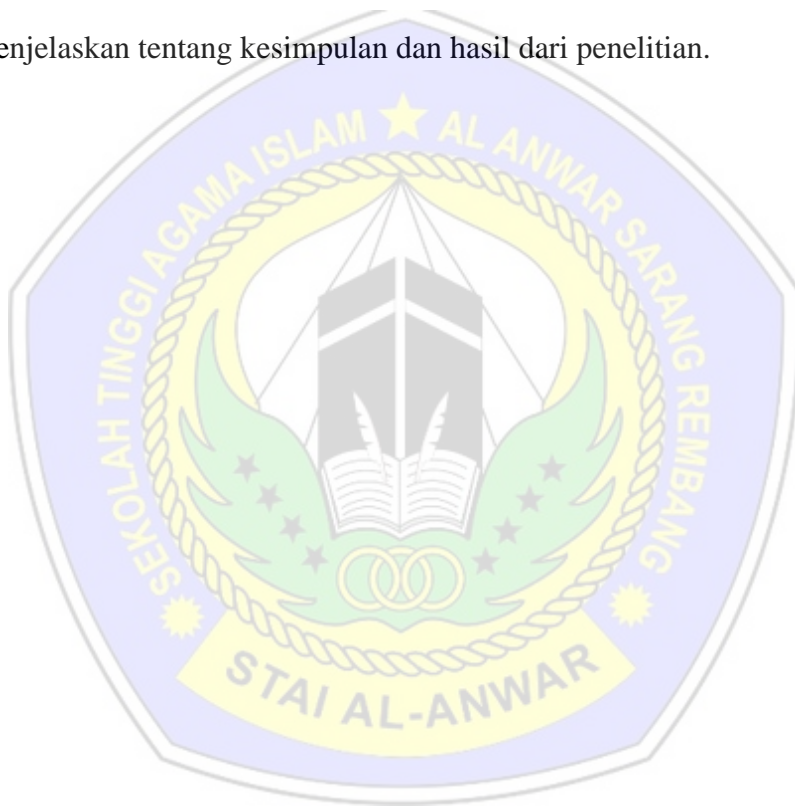 enjelaskan tentang kesimpulan dan hasil dari penelitian.
SEKOLAH TINGGI AGAMA ISLAM AL ANWAR SARANG REMBANG
STAI AL-ANWAR